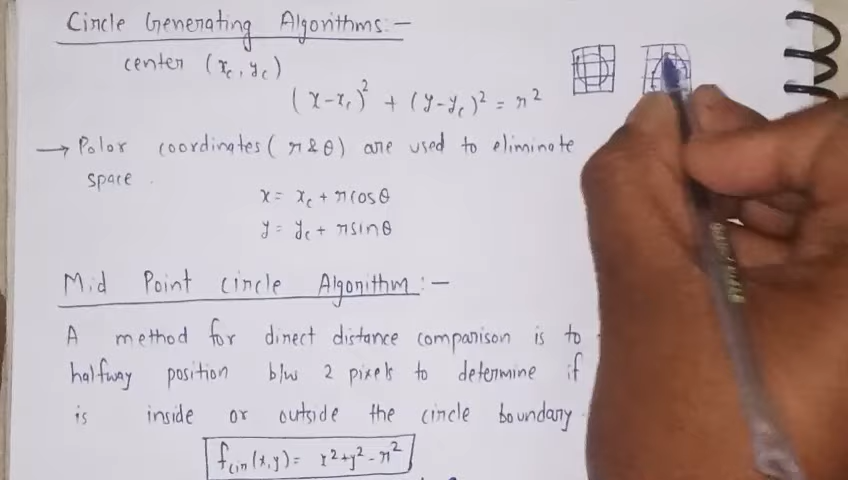 Circle Generating Algorithms:-
center (xc, yc)
(x-xc)² + (y-yc)² = r²
→ Polar coordinates (r & θ) are used to eliminate
space.
x = xc + r cosθ
y = yc + r sinθ
Mid Point circle Algorithm:-
A method for direct distance comparison is to
halfway position b/w 2 pixels to determine if
is inside or outside the circle boundary
fcir(x,y) = x²+y²-r²